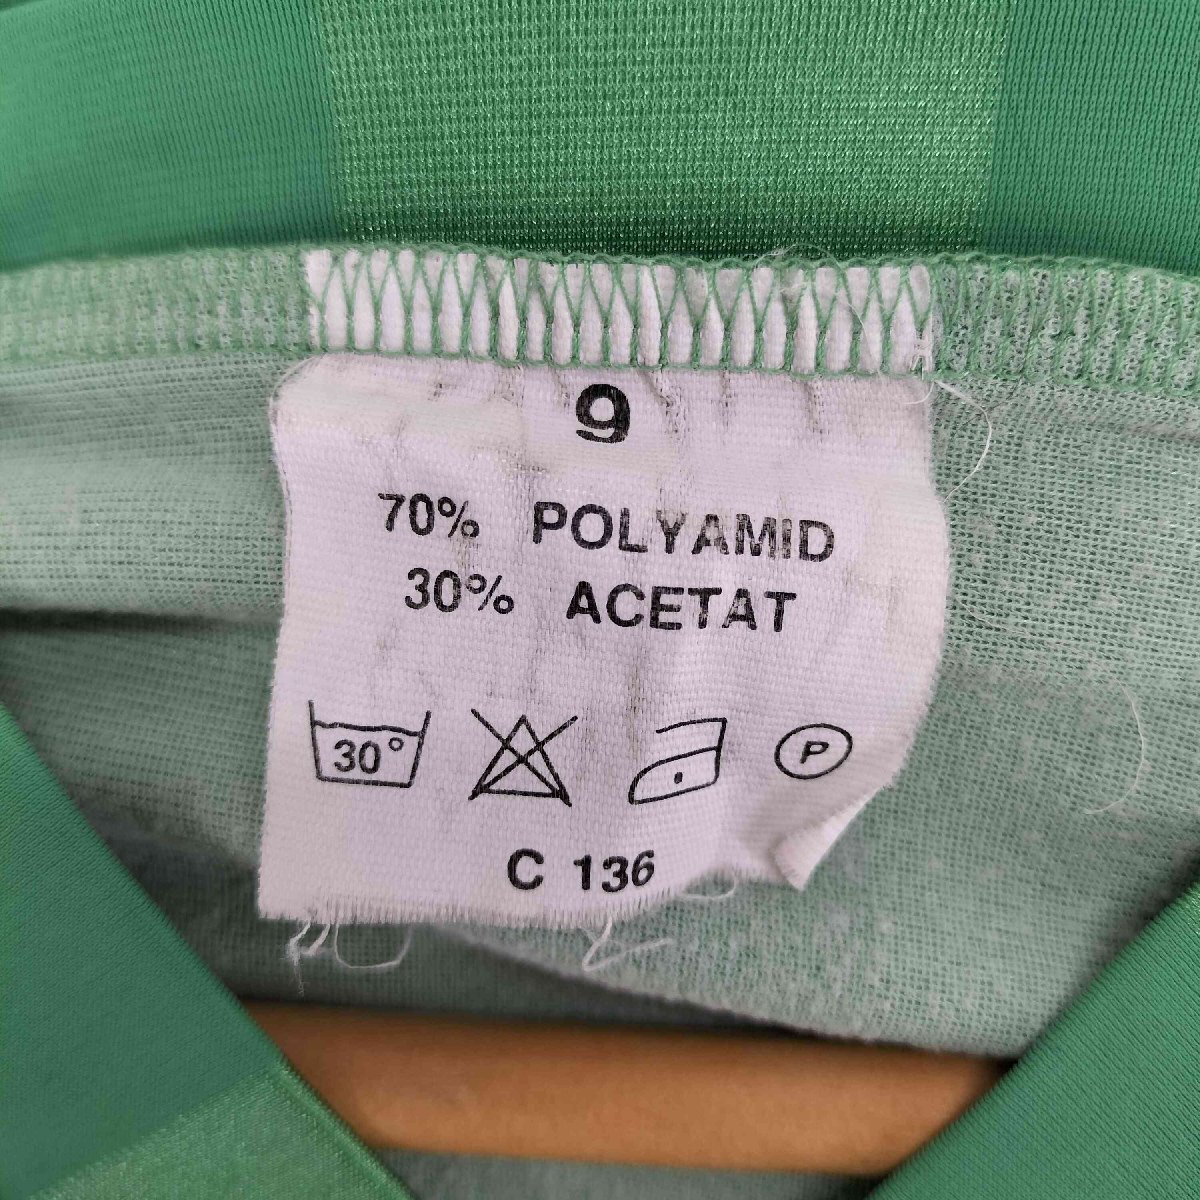 9
70% POLYAMID
30% ACETAT
30°
P
C 136